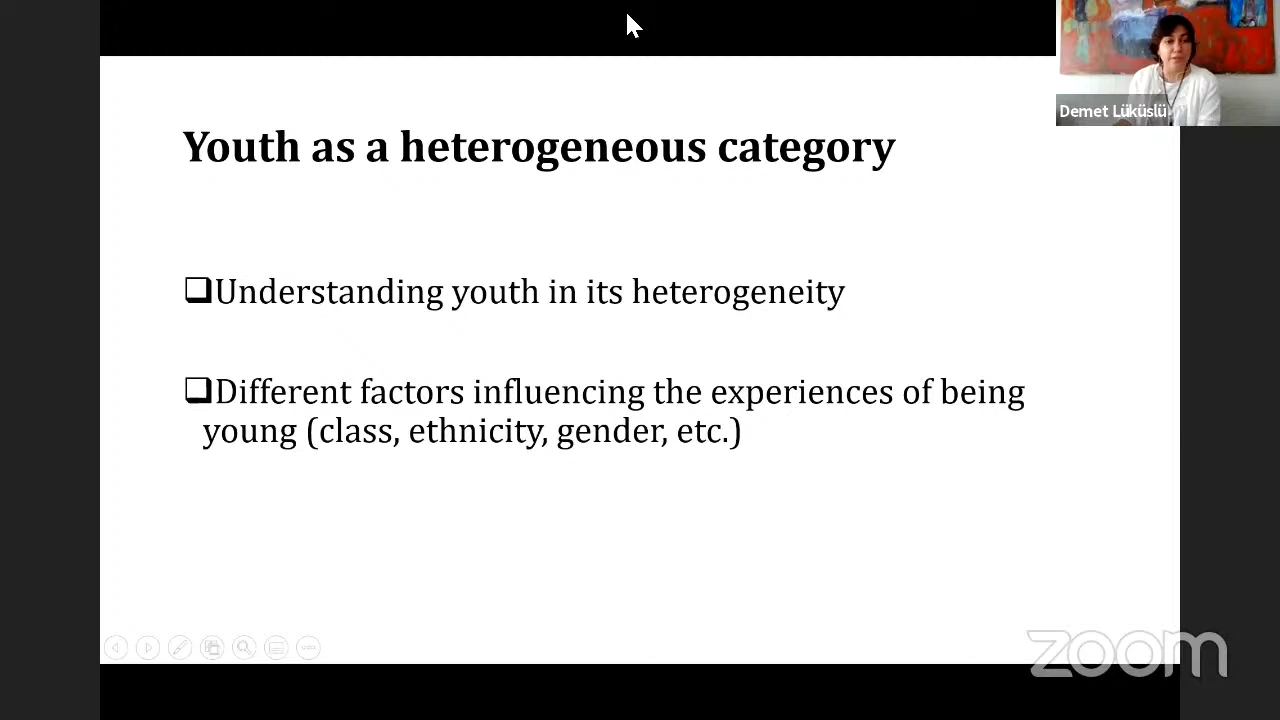 Demet Lüküslü
Youth as a heterogeneous category
Understanding youth in its heterogeneity
Different factors influencing the experiences of being
young (class, ethnicity, gender, etc.)
zoom